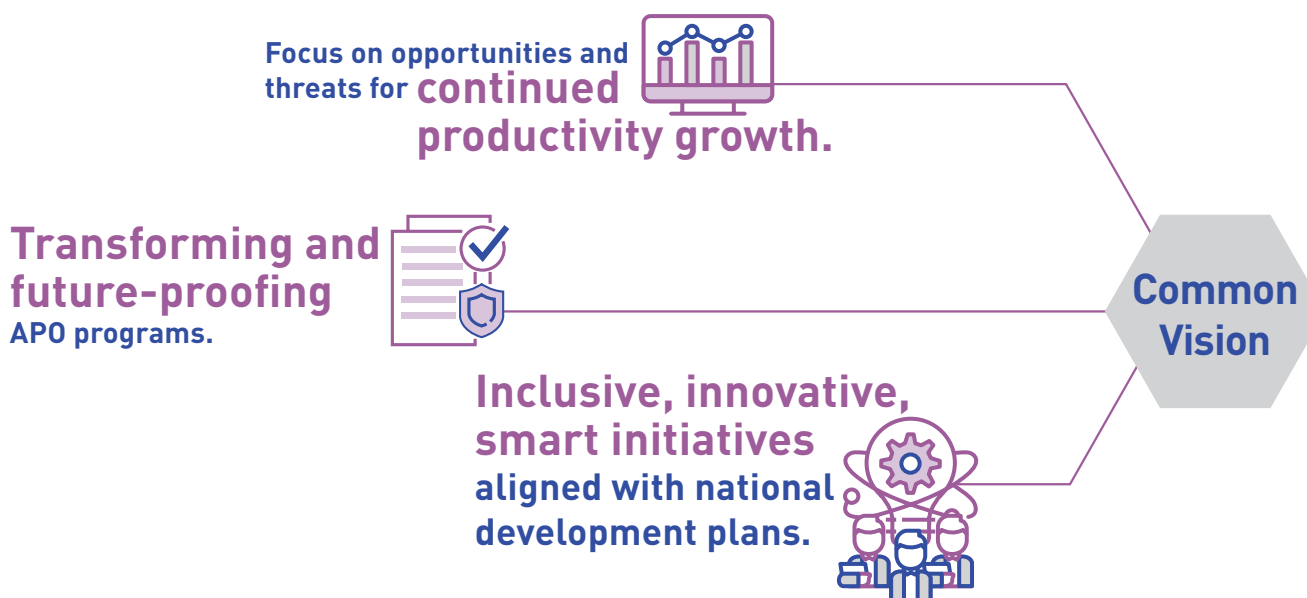 Focus on opportunities and
threats for continued
productivity growth.
Transforming and
future-proofing
APO programs.
Common
Vision
Inclusive, innovative,
smart initiatives
aligned with national
development plans.